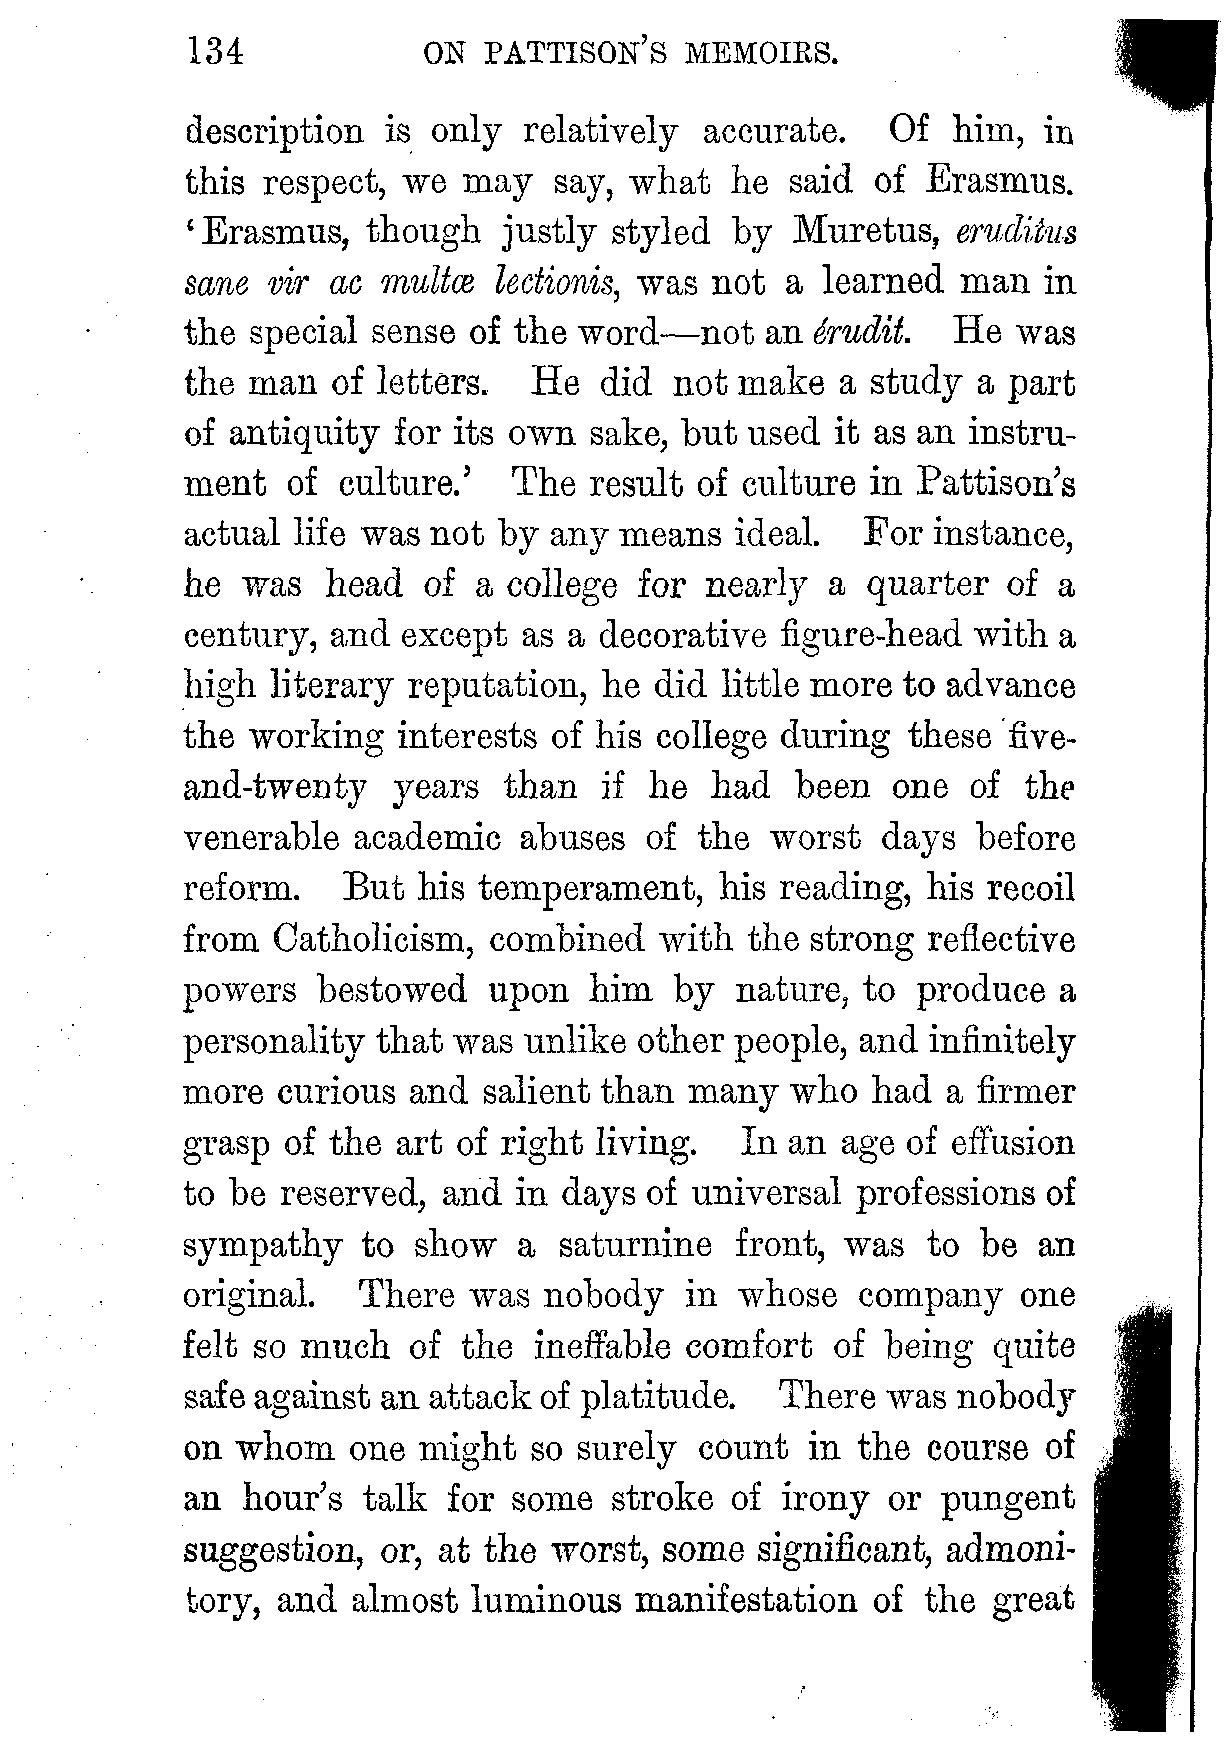 134 ON PATTISON'S MEMOIRS.
description is only relatively accurate. Of him, in
this respect, we may say, what he said of Erasmus.
‘Erasmus, though justly styled by Muretus, eruditus
sane vir ac multæ lectionis, was not a learned man in
the special sense of the word—not an érudit. He was
the man of letters. He did not make a study a part
of antiquity for its own sake, but used it as an instru-
ment of culture.’ The result of culture in Pattison's
actual life was not by any means ideal. For instance,
he was head of a college for nearly a quarter of a
century, and except as a decorative figure-head with a
high literary reputation, he did little more to advance
the working interests of his college during these five-
and-twenty years than if he had been one of the
venerable academic abuses of the worst days before
reform. But his temperament, his reading, his recoil
from Catholicism, combined with the strong reflective
powers bestowed upon him by nature, to produce a
personality that was unlike other people, and infinitely
more curious and salient than many who had a firmer
grasp of the art of right living. In an age of effusion
to be reserved, and in days of universal professions of
sympathy to show a saturnine front, was to be an
original. There was nobody in whose company one
felt so much of the ineffable comfort of being quite
safe against an attack of platitude. There was nobody
on whom one might so surely count in the course of
an hour's talk for some stroke of irony or pungent
suggestion, or, at the worst, some significant, admoni-
tory, and almost luminous manifestation of the great